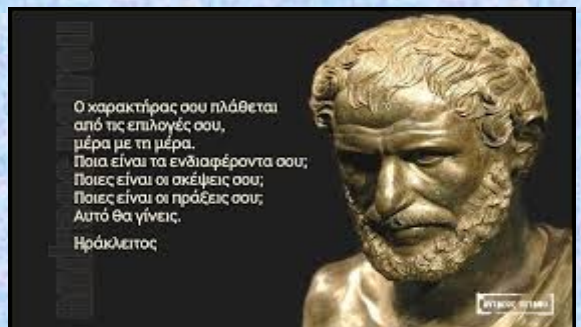 Ο χαρακτήρας σου πλάθεται
από τις επιλογές σου,
μέρα με τη μέρα.
Ποια είναι τα ενδιαφέροντα σου;
Ποιες είναι οι σκέψεις σου;
Ποιες είναι οι πράξεις σου;
Αυτό θα γίνεις.
Ηράκλειτος